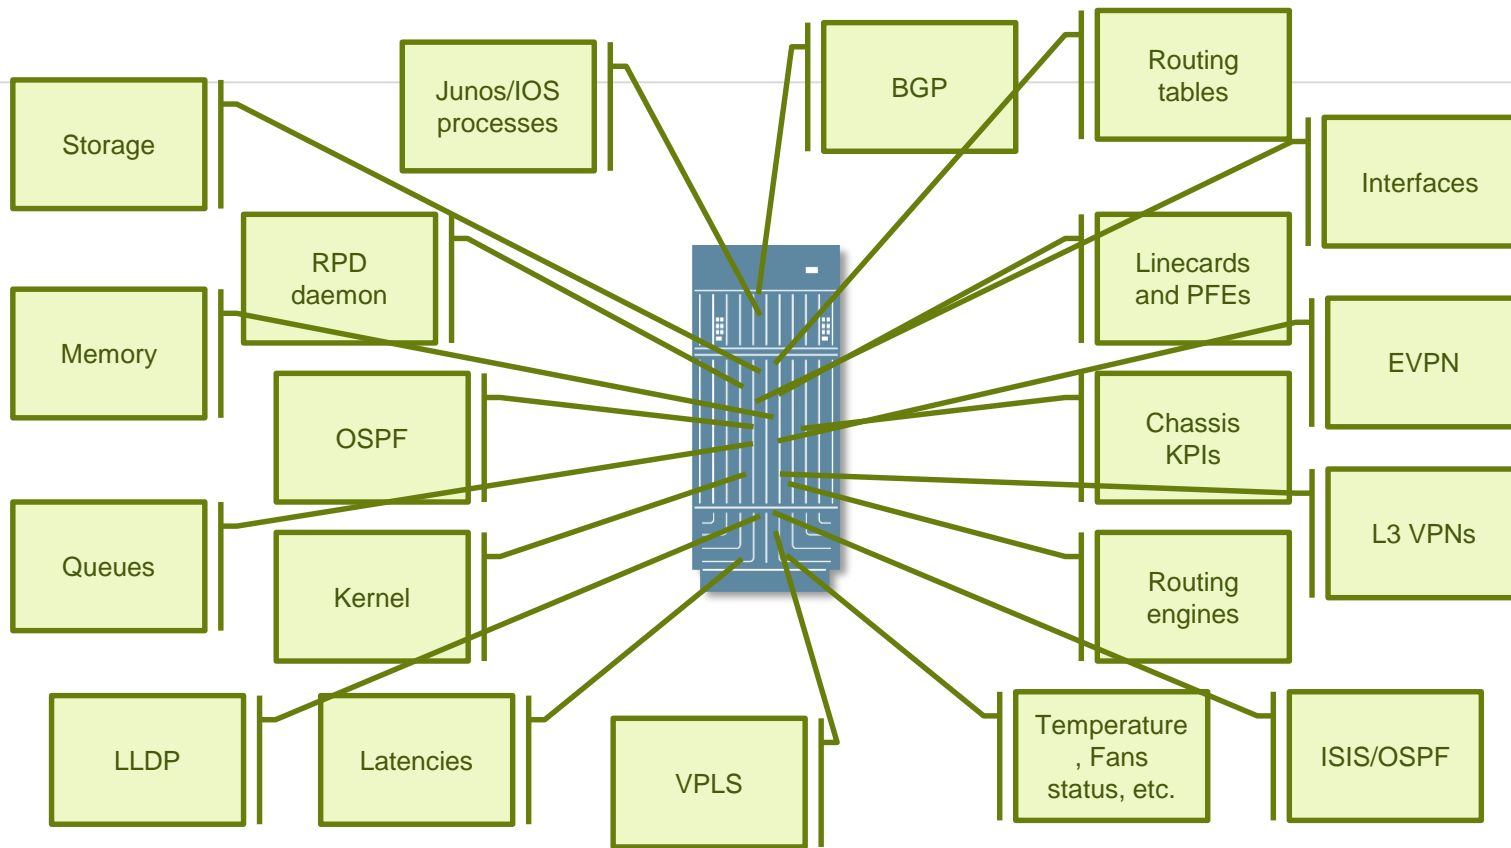 Storage
Junos/IOS
processes
BGP
Routing
tables
Interfaces
RPD
daemon
Linecards
and PFEs
Memory
EVPN
OSPF
Chassis
KPIs
Queues
L3 VPNs
Kernel
Routing
engines
LLDP
Latencies
VPLS
Temperature
, Fans
status, etc.
ISIS/OSPF